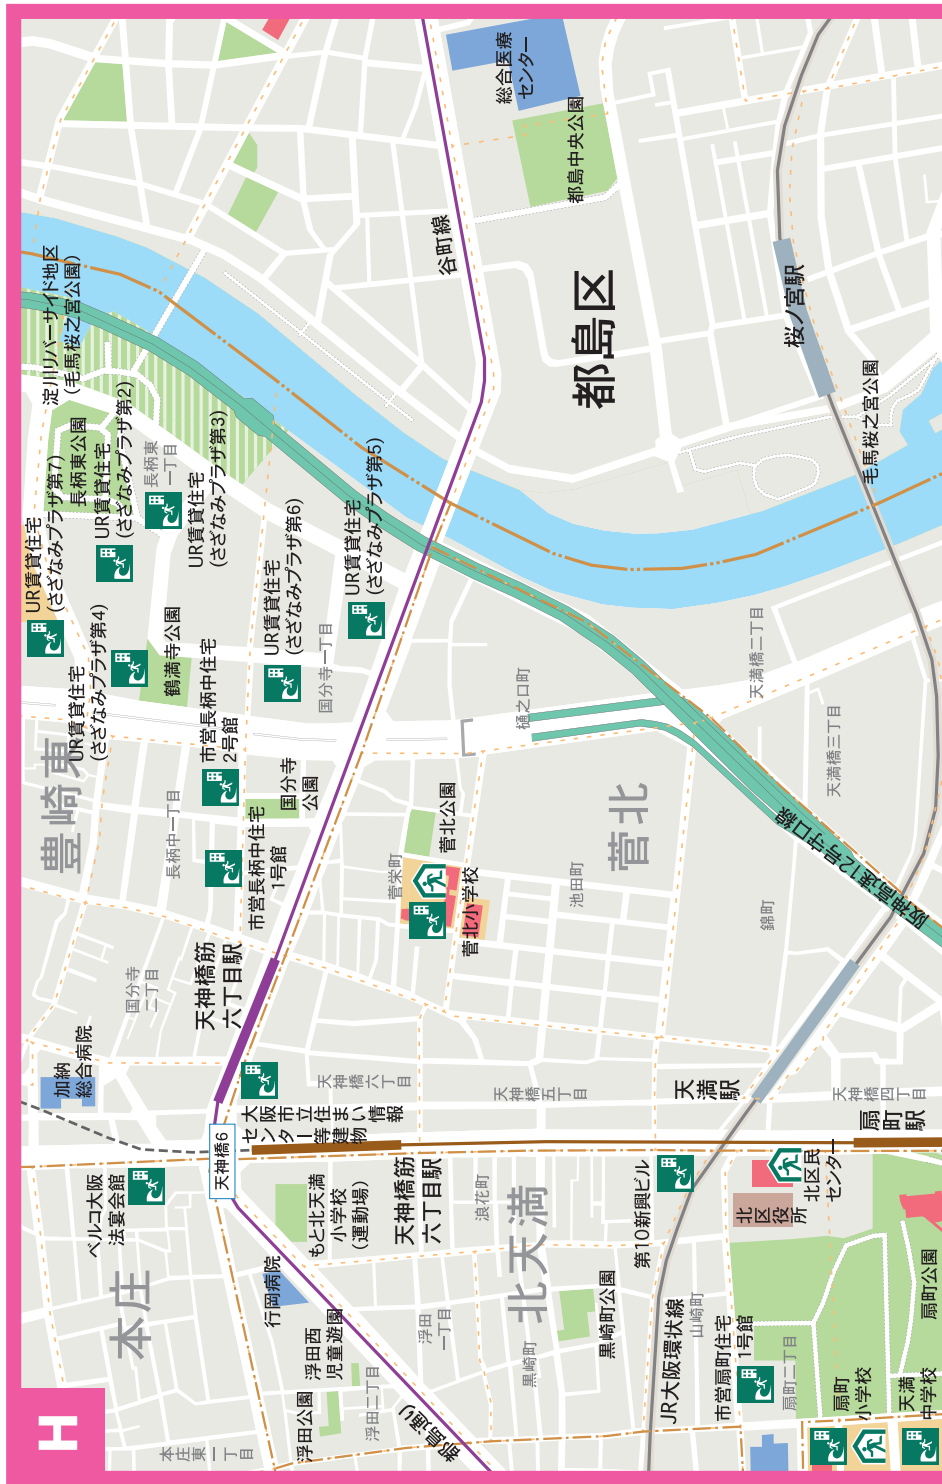 H
本庄
本庄東一丁目
ベルコ大阪
法宴会館
行岡病院
浮田西
児童遊園
浮田公園
浮田二丁目
浮田
一丁目
都島通り
もと北天満
小学校
(運動場)
天神橋筋
六丁目駅
浪花町
北天満
黒崎町
黒崎町公園
第10新興ビル
JR大阪環状線
山崎町
市営扇町住宅
1号館
扇町二丁目
扇町
小学校
天満
中学校
扇町公園
北区役所
北区民
センター
扇町駅
天神橋6
加納
総合病院
国分寺
二丁目
天神橋筋
六丁目駅
大阪市立住まい情報
センター等建物
天神橋六丁目
天神橋五丁目
天満駅
天神橋四丁目
豊崎東
長柄中一丁目
市営長柄中住宅
2号館
市営長柄中住宅
1号館
国分寺
公園
菅栄町
菅北公園
菅北小学校
池田町
菅北
錦町
阪神高速12号守口線
天満橋三丁目
天満橋二丁目
樋之口町
UR賃貸住宅
(さざなみプラザ第7)
UR賃貸住宅
(さざなみプラザ第4)
鶴満寺公園
長柄東公園
UR賃貸住宅
(さざなみプラザ第2)
長柄東
一丁目
UR賃貸住宅
(さざなみプラザ第3)
UR賃貸住宅
(さざなみプラザ第6)
国分寺一丁目
UR賃貸住宅
(さざなみプラザ第5)
淀川リバーサイド地区
(毛馬桜之宮公園)
谷町線
総合医療
センター
都島中央公園
都島区
桜ノ宮駅
毛馬桜之宮公園